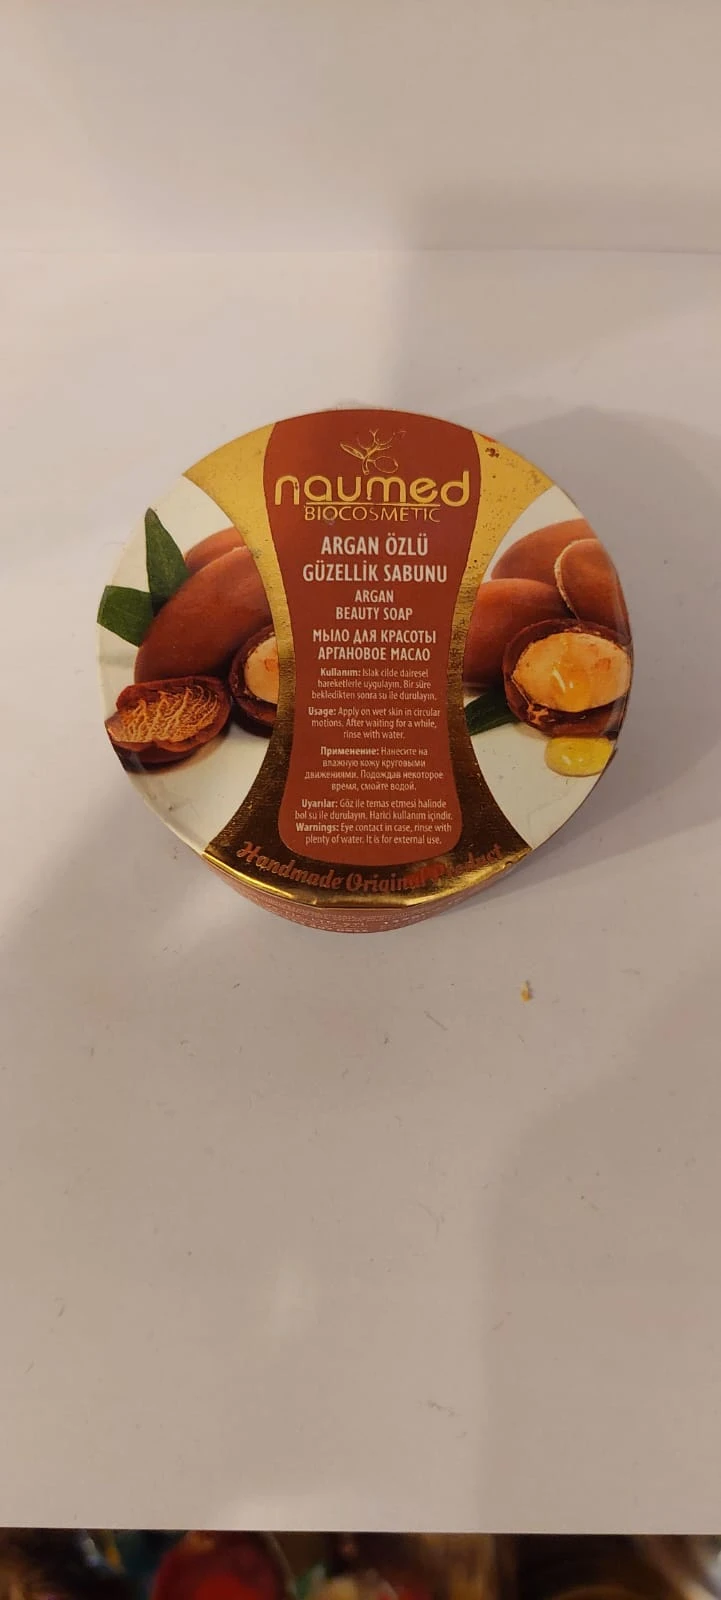 naumed
BIOCOSMETIC
ARGAN ÖZLÜ
GÜZELLİK SABUNU
ARGAN
BEAUTY SOAP
МЫЛО ДЛЯ КРАСОТЫ
АРГАНОВОЕ МАСЛО
Kullanım: Islak cilde dairesel
hareketlerle uygulayın. Bir süre
bekledikten sonra su ile durulayın.
Usage: Apply on wet skin in circular
motions. After waiting for a while,
rinse with water.
Применение: Нанесите на
влажную кожу круговыми
движениями. Подождав некоторое
время, смойте водой.
Uyarılar: Göz ile temas etmesi halinde
bol su ile durulayın. Harici kullanım içindir.
Warnings: Eye contact in case, rinse with
plenty of water. It is for external use.
Handmade Original Product